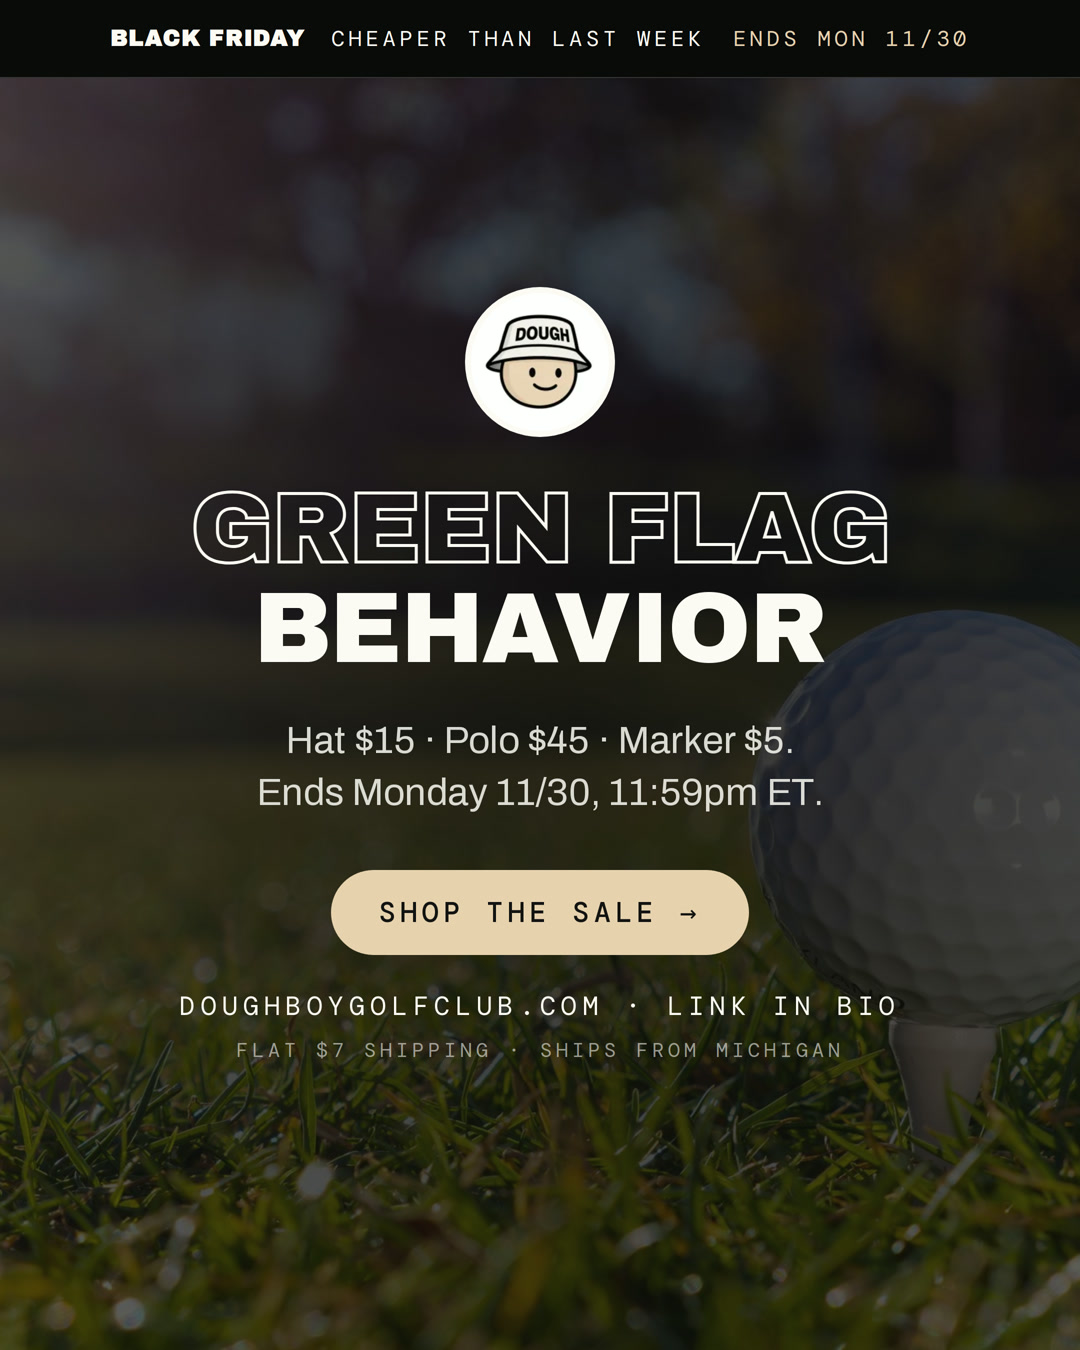 BLACK FRIDAY CHEAPER THAN LAST WEEK ENDS MON 11/30
DOUGH
GREEN FLAG
BEHAVIOR
Hat $15 · Polo $45 · Marker $5.
Ends Monday 11/30, 11:59pm ET.
SHOP THE SALE →
DOUGHBOYGOLFCLUB.COM · LINK IN BIO
FLAT $7 SHIPPING · SHIPS FROM MICHIGAN